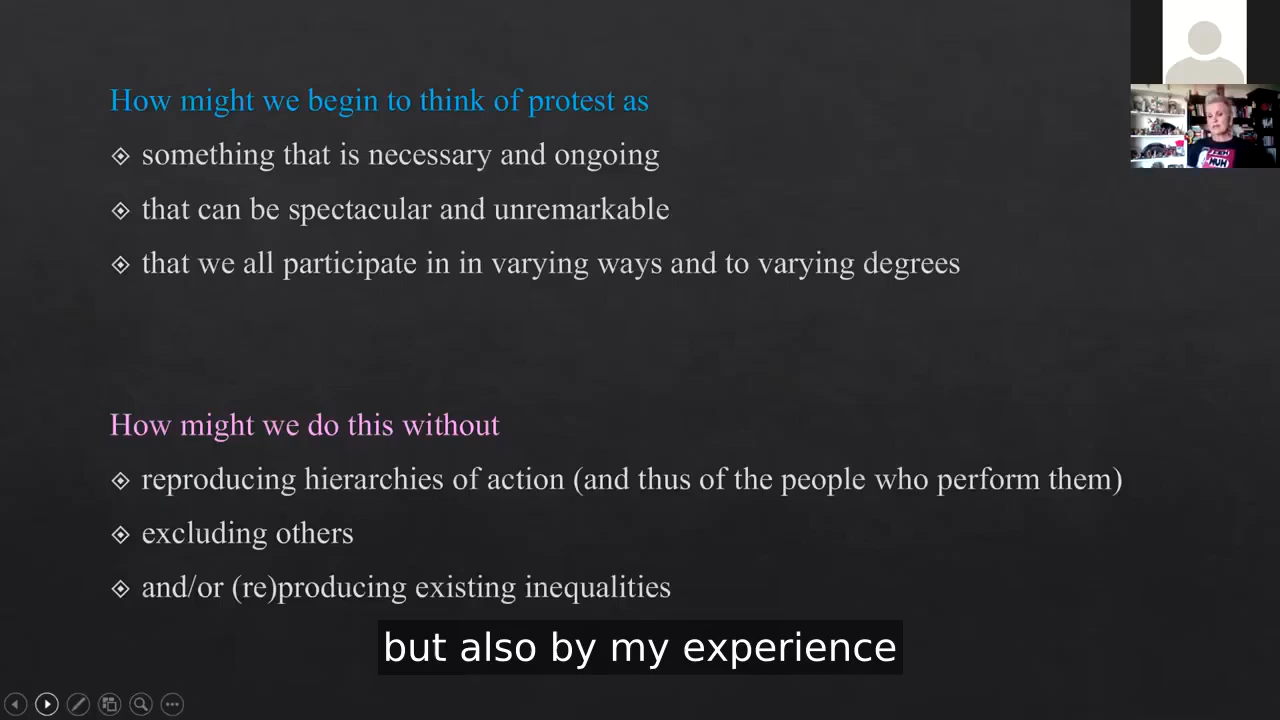 How might we begin to think of protest as
something that is necessary and ongoing
that can be spectacular and unremarkable
that we all participate in in varying ways and to varying degrees
How might we do this without
reproducing hierarchies of action (and thus of the people who perform them)
excluding others
and/or (re)producing existing inequalities
but also by my experience